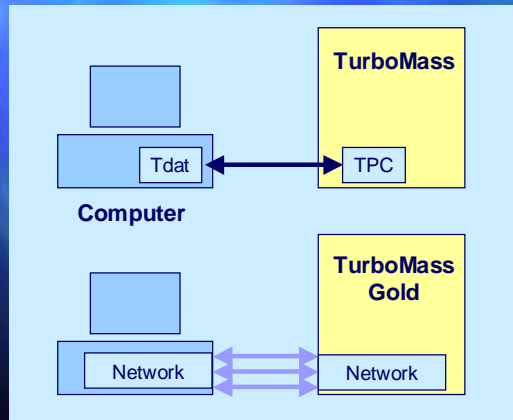 TurboMass
Tdat
TPC
Computer
TurboMass
Gold
Network
Network